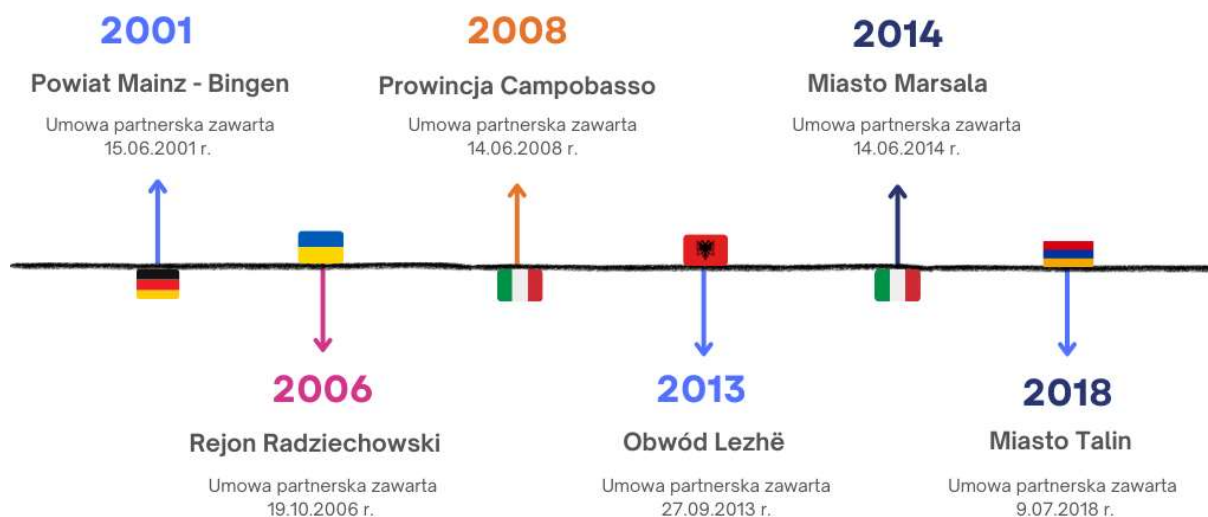 2001
Powiat Mainz - Bingen
Umowa partnerska zawarta
15.06.2001 r.
2008
Prowincja Campobasso
Umowa partnerska zawarta
14.06.2008 r.
2014
Miasto Marsala
Umowa partnerska zawarta
14.06.2014 r.
2006
Rejon Radziechowski
Umowa partnerska zawarta
19.10.2006 r.
2013
Obwód Lezhë
Umowa partnerska zawarta
27.09.2013 r.
2018
Miasto Talin
Umowa partnerska zawarta
9.07.2018 r.